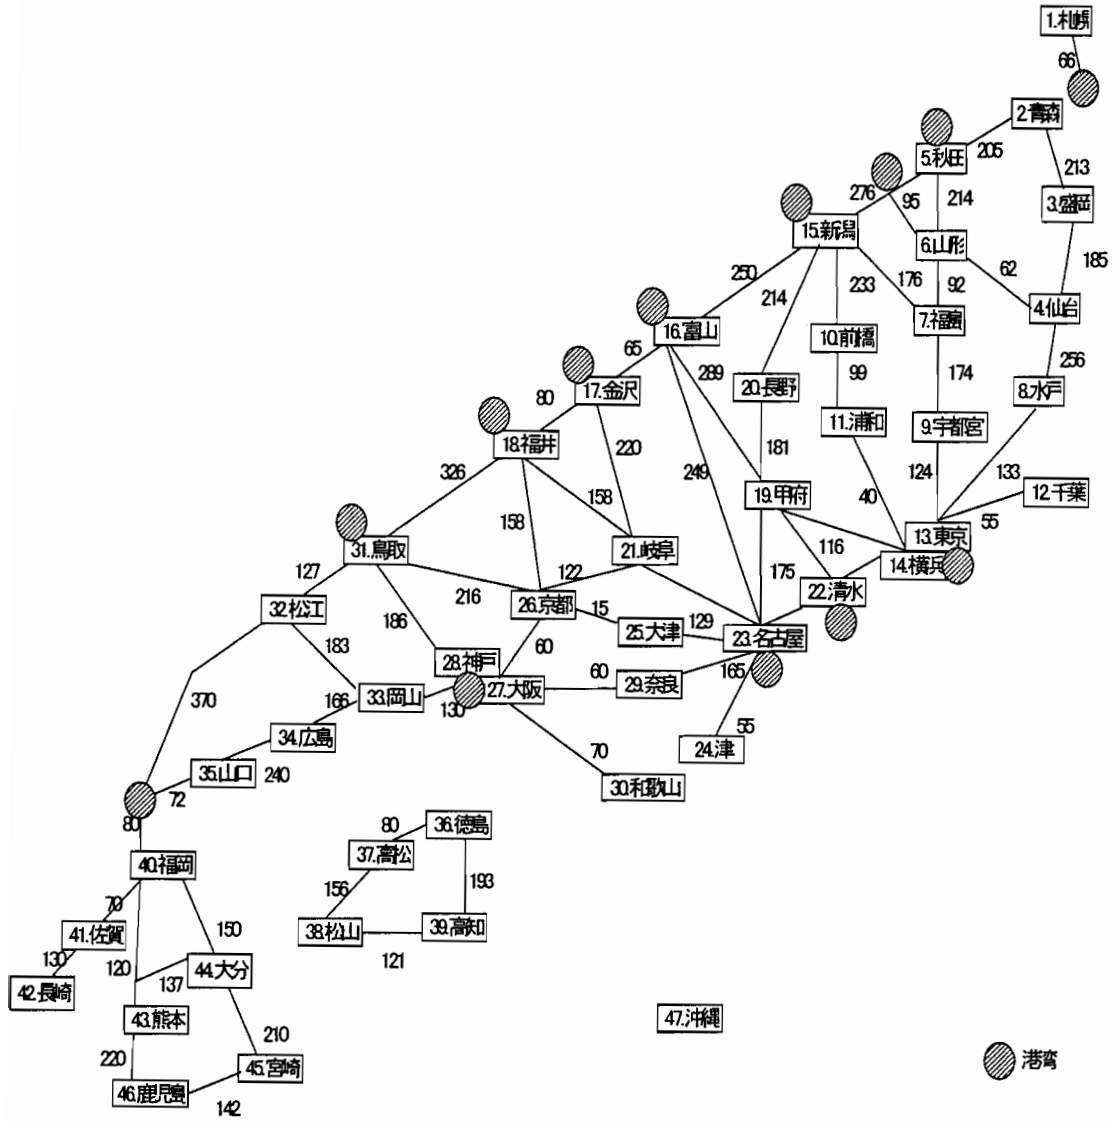 1.札幌
66
2.青森
5.秋田
205
213
276
95
214
3.盛岡
15.新潟
6.山形
185
250
214
233
176
92
62
4.仙台
16.富山
10.前橋
7.福島
65
289
99
174
256
17.金沢
20.長野
8.水戸
80
11.浦和
9.宇都宮
18.福井
220
181
326
249
124
133
158
19.甲府
12.千葉
158
40
55
31.鳥取
21.岐阜
13.東京
116
14.横兵
127
122
175
22.清水
32.松江
216
26.京都
15
129
186
25.大津
23.名古屋
183
60
28.神戸
60
165
370
166
33.岡山
130
27.大阪
29.奈良
34.広島
55
24.津
35.山口
240
70
72
30.和歌山
80
80
36.徳島
37.高松
40.福岡
156
193
70
41.佐賀
150
38.松山
39.高知
130
120
137
44.大分
121
42.長崎
43.熊本
47.沖縄
210
220
45.宮崎
港湾
46.鹿児島
142